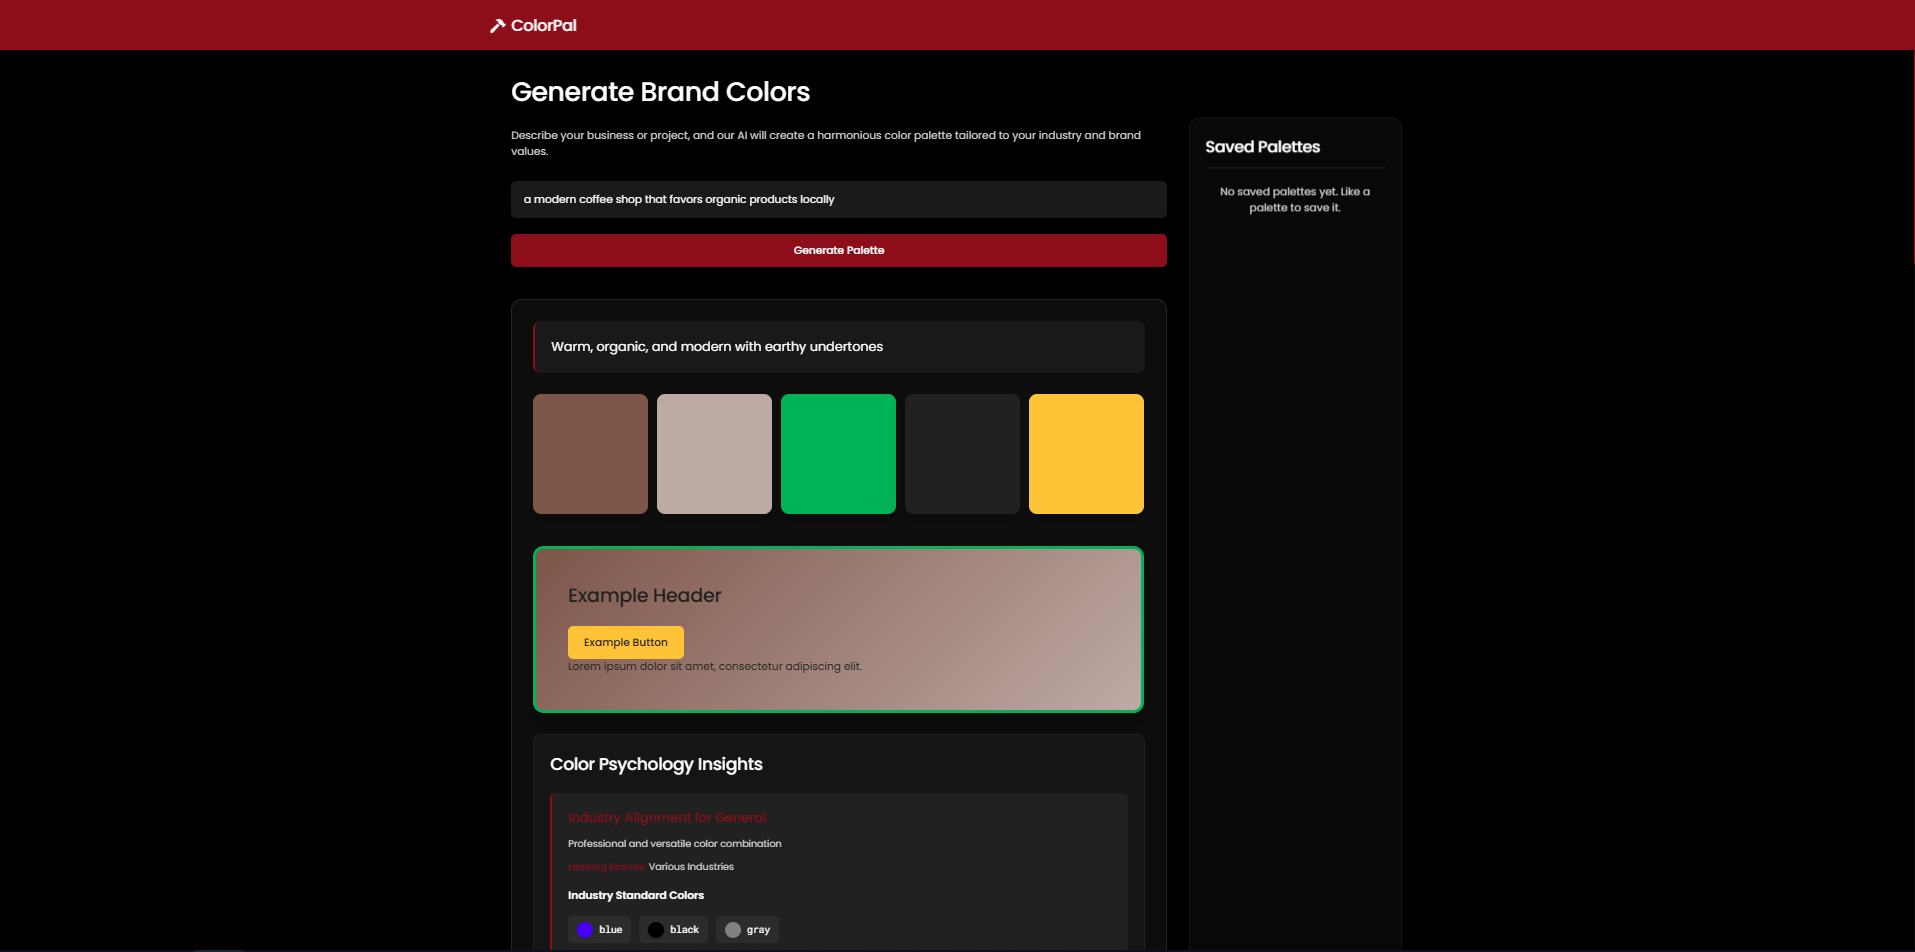 ColorPal
Generate Brand Colors
Describe your business or project, and our AI will create a harmonious color palette tailored to your industry and brand
values.
a modern coffee shop that favors organic products locally
Generate Palette
Saved Palettes
No saved palettes yet. Like a
palette to save it.
Warm, organic, and modern with earthy undertones
Example Header
Example Button
Lorem ipsum dolor sit amet, consectetur adipiscing elit.
Color Psychology Insights
Industry Alignment for General
Professional and versatile color combination
Leading brands: Various Industries
Industry Standard Colors
blue black gray